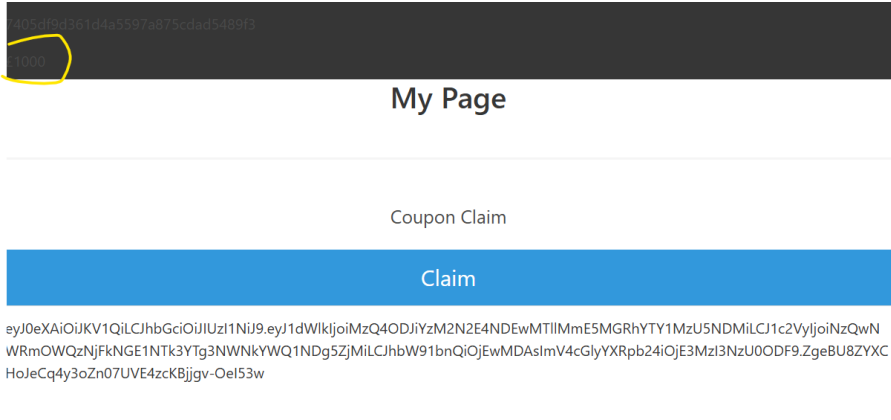 7405df9d361d4a5597a875cdad5489f3
£1000
My Page
Coupon Claim
Claim
eyJ0eXAiOiJKV1QiLCJhbGciOiJIUzI1NiJ9.eyJ1dWlkIjoiMzQ4ODJiYzM2N2E4NDEwMTllMmE5MGRhYTY1MzU5NDMiLCJ1c2VyIjoiNzQwN
WRmOWQzNjFkNGE1NTk3YTg3NWNkYWQ1NDg5ZjMiLCJhbW91bnQiOjEwMDAsImV4cGlyYXRpb24iOjE3MzI3NzU0ODF9.ZgeBU8ZYXC
HoJeCq4y3oZn07UVE4zcKBjjgv-OeI53w